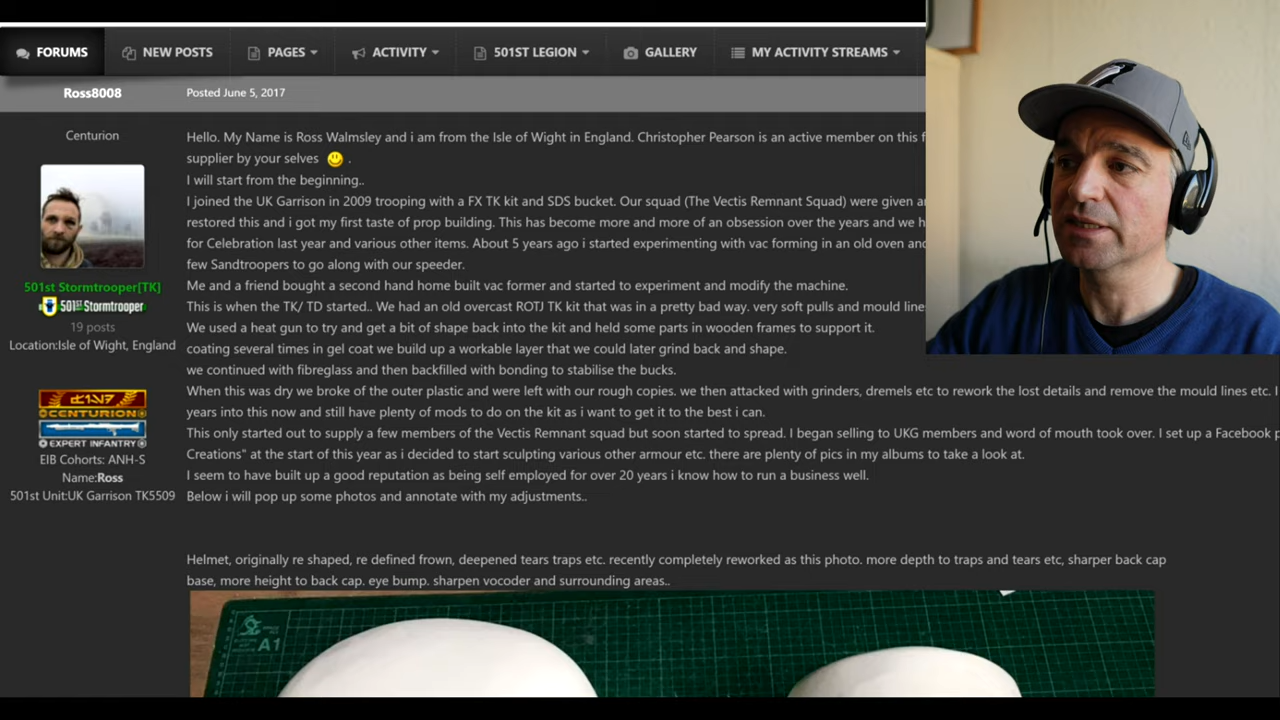 FORUMS NEW POSTS PAGES ACTIVITY 501ST LEGION GALLERY MY ACTIVITY STREAMS
Ross8008
Posted June 5, 2017
Centurion
501st Stormtrooper[TK]
501st Stormtrooper
19 posts
Location:Isle of Wight, England
CENTURION
EXPERT INFANTRY
EIB Cohorts: ANH-S
Name:Ross
501st Unit:UK Garrison TK5509
Hello. My Name is Ross Walmsley and i am from the Isle of Wight in England. Christopher Pearson is an active member on this f
supplier by your selves .
I will start from the beginning..
I joined the UK Garrison in 2009 trooping with a FX TK kit and SDS bucket. Our squad (The Vectis Remnant Squad) were given
restored this and i got my first taste of prop building. This has become more and more of an obsession over the years and we h
for Celebration last year and various other items. About 5 years ago i started experimenting with vac forming in an old oven and
few Sandtroopers to go along with our speeder.
Me and a friend bought a second hand home built vac former and started to experiment and modify the machine.
This is when the TK/ TD started.. We had an old overcast ROTJ TK kit that was in a pretty bad way. very soft pulls and mould line
We used a heat gun to try and get a bit of shape back into the kit and held some parts in wooden frames to support it.
coating several times in gel coat we build up a workable layer that we could later grind back and shape.
we continued with fibreglass and then backfilled with bonding to stabilise the bucks.
When this was dry we broke of the outer plastic and were left with our rough copies. we then attacked with grinders, dremels etc to rework the lost details and remove the mould lines etc. I
years into this now and still have plenty of mods to do on the kit as i want to get it to the best i can.
This only started out to supply a few members of the Vectis Remnant squad but soon started to spread. I began selling to UKG members and word of mouth took over. I set up a Facebook p
Creations" at the start of this year as i decided to start sculpting various other armour etc. there are plenty of pics in my albums to take a look at.
I seem to have built up a good reputation as being self employed for over 20 years i know how to run a business well.
Below i will pop up some photos and annotate with my adjustments..
Helmet, originally re shaped, re defined frown, deepened tears traps etc. recently completely reworked as this photo. more depth to traps and tears etc, sharper back cap
base, more height to back cap. eye bump. sharpen vocoder and surrounding areas..
A1